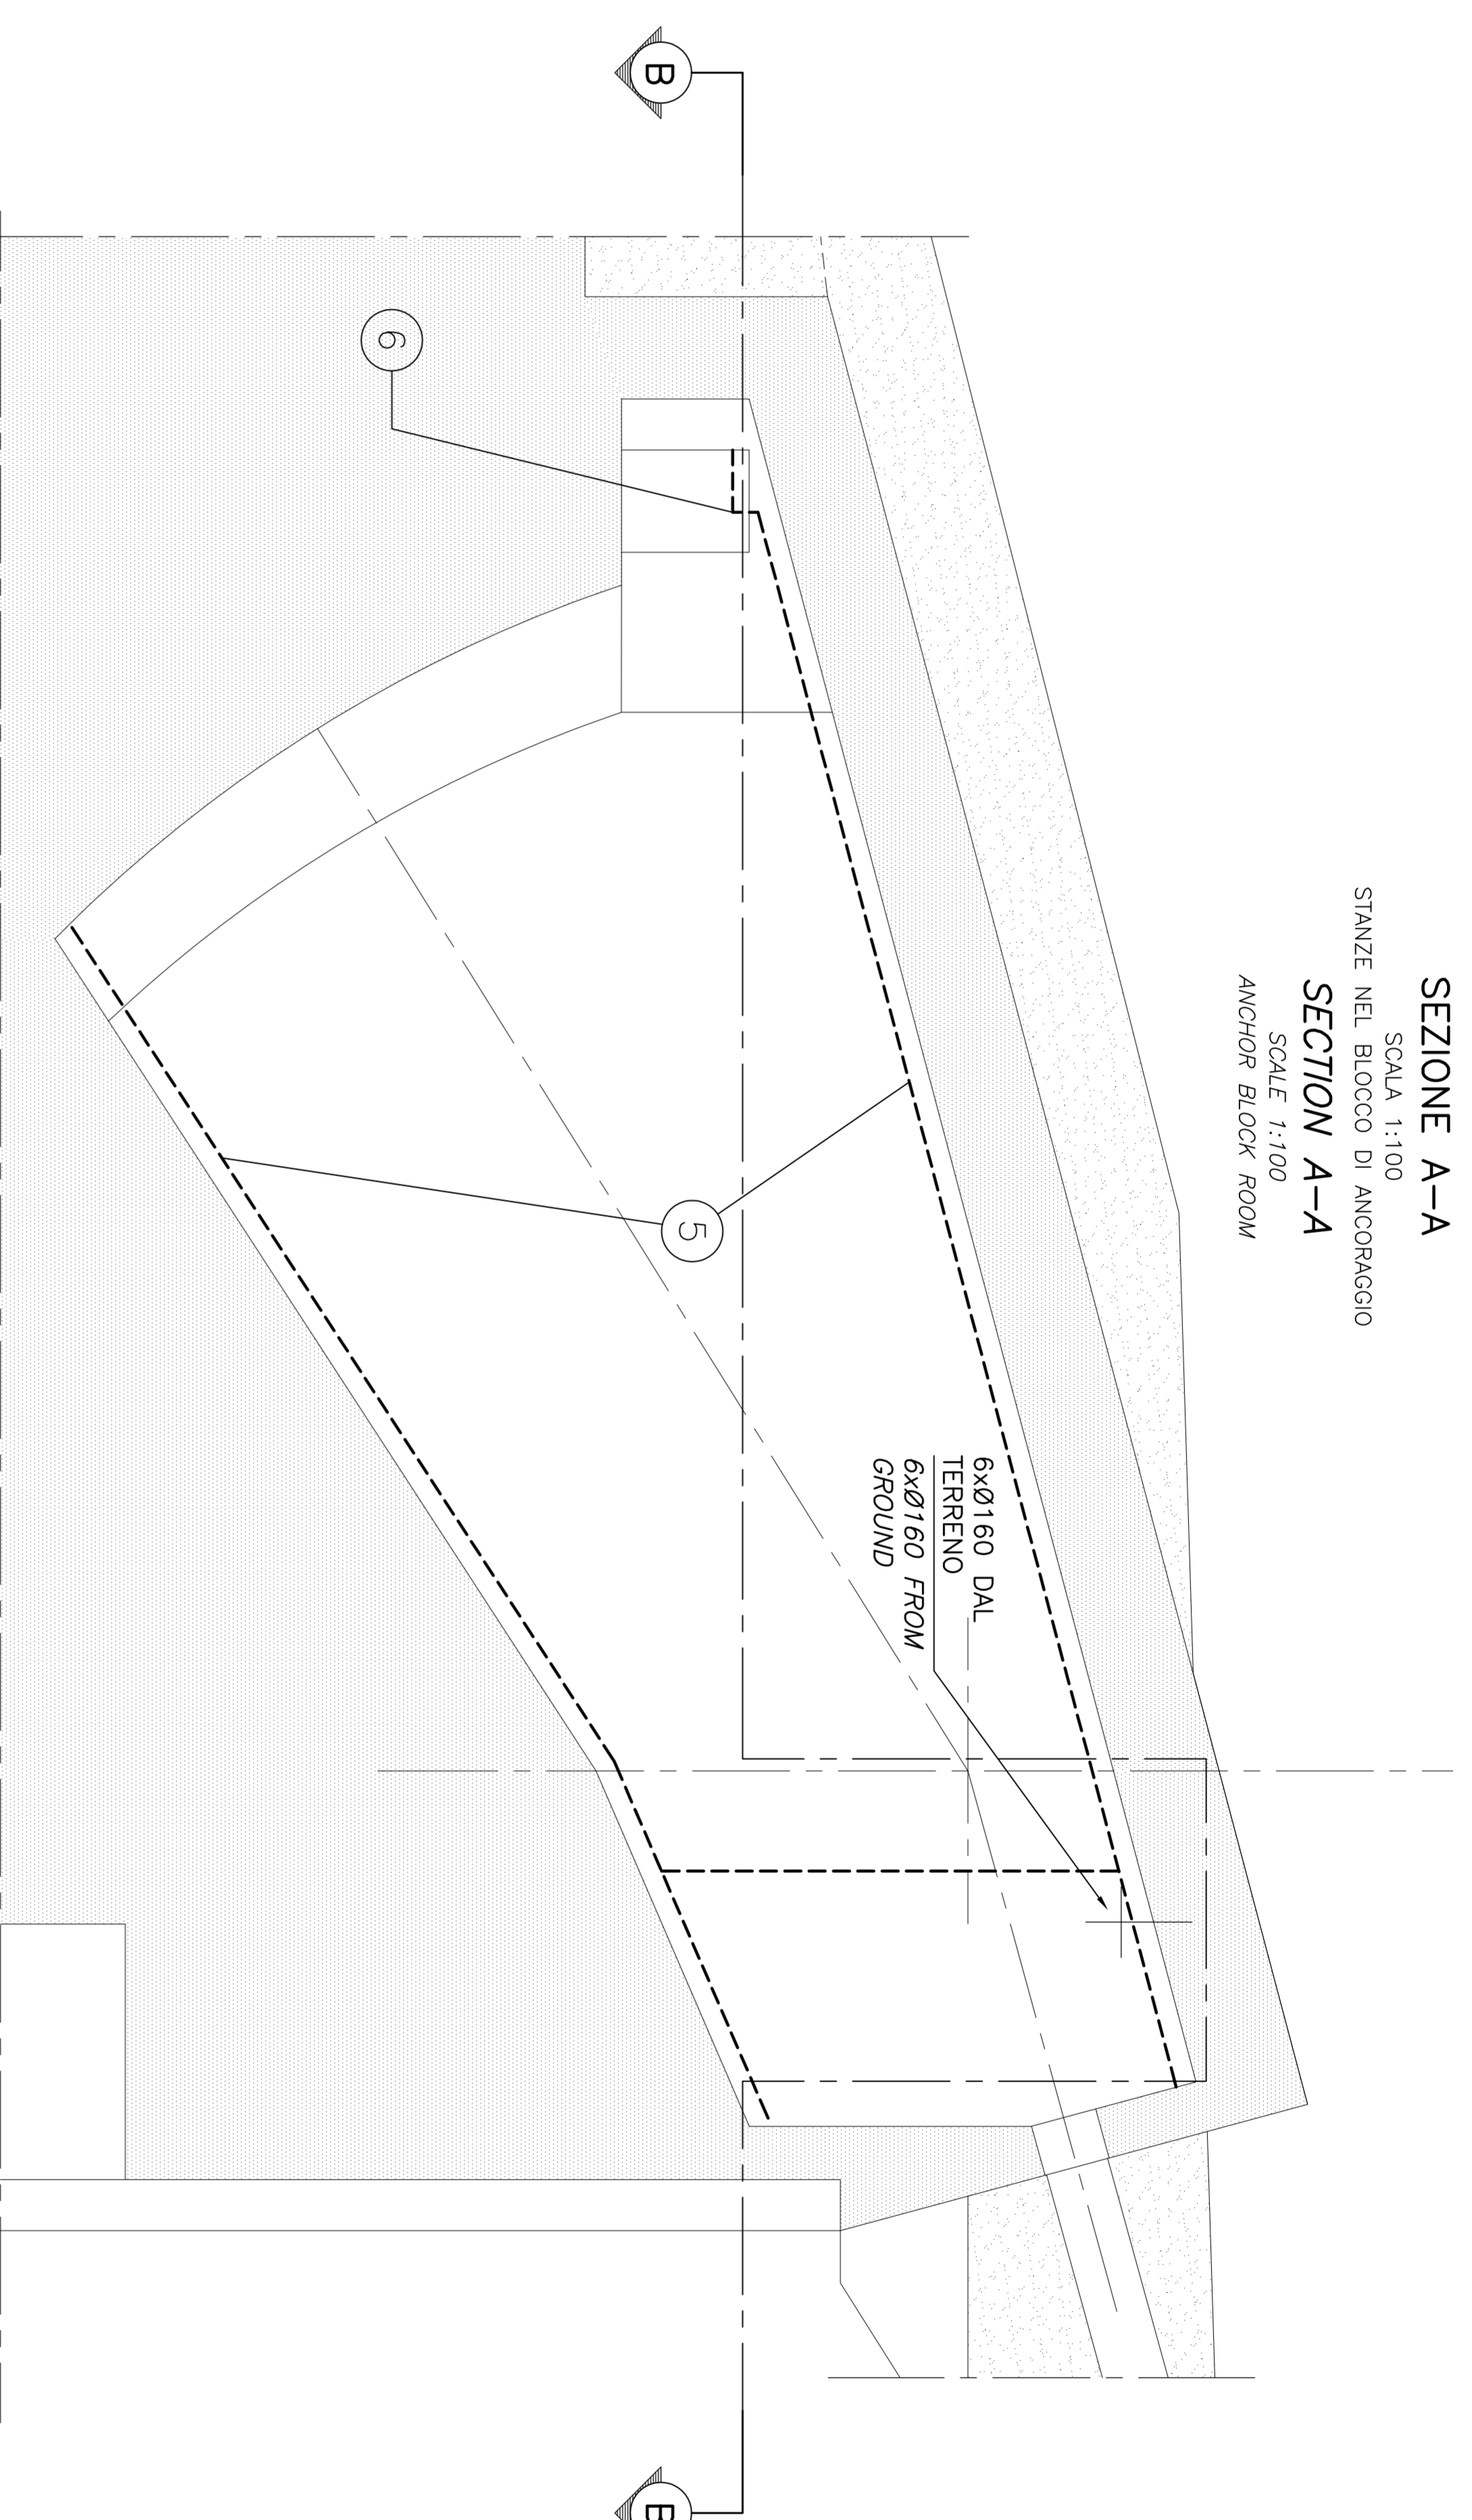 SEZIONE A-A
SCALA 1:100
STANZE NEL BLOCCO DI ANCORAGGIO
SECTION A-A
SCALE 1:100
ANCHOR BLOCK ROOM
B
6
5
6xØ160 DAL
TERRENO
6xØ160 FROM
GROUND
B